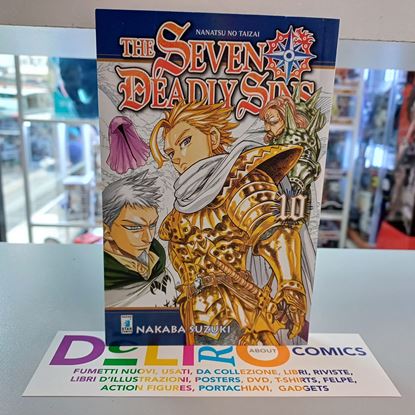 NANATSU NO TAIZAI
THE SEVEN
DEADLY SINS
10
NAKABA SUZUKI
DELIRIO ABOUT COMICS
FUMETTI NUOVI, USATI, DA COLLEZIONE, LIBRI, RIVISTE,
LIBRI D'ILLUSTRAZIONI, POSTERS, DVD, T-SHIRTS, FELPE,
ACTION FIGURES, PORTACHIAVI, GADGETS